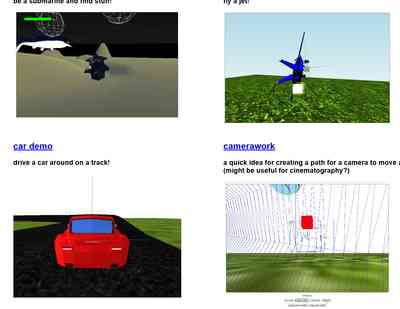 be a submarine and find stuff!
fly a jet!
car demo
camerawork
drive a car around on a track!
a quick idea for creating a path for a camera to move a
(might be useful for cinematography?)